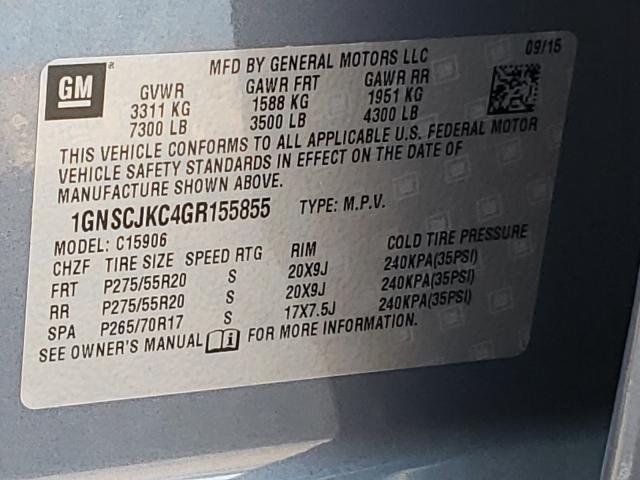 GM
MFD BY GENERAL MOTORS LLC
09/15
GVWR GAWR FRT GAWR RR
3311 KG 1588 KG 1951 KG
7300 LB 3500 LB 4300 LB
THIS VEHICLE CONFORMS TO ALL APPLICABLE U.S. FEDERAL MOTOR
VEHICLE SAFETY STANDARDS IN EFFECT ON THE DATE OF
MANUFACTURE SHOWN ABOVE.
1GNSCJKC4GR155855 TYPE: M.P.V.
MODEL: C15906
CHZF TIRE SIZE SPEED RTG RIM COLD TIRE PRESSURE
FRT P275/55R20 S 20X9J 240KPA(35PSI)
RR P275/55R20 S 20X9J 240KPA(35PSI)
SPA P265/70R17 S 17X7.5J 240KPA(35PSI)
SEE OWNER'S MANUAL i FOR MORE INFORMATION.